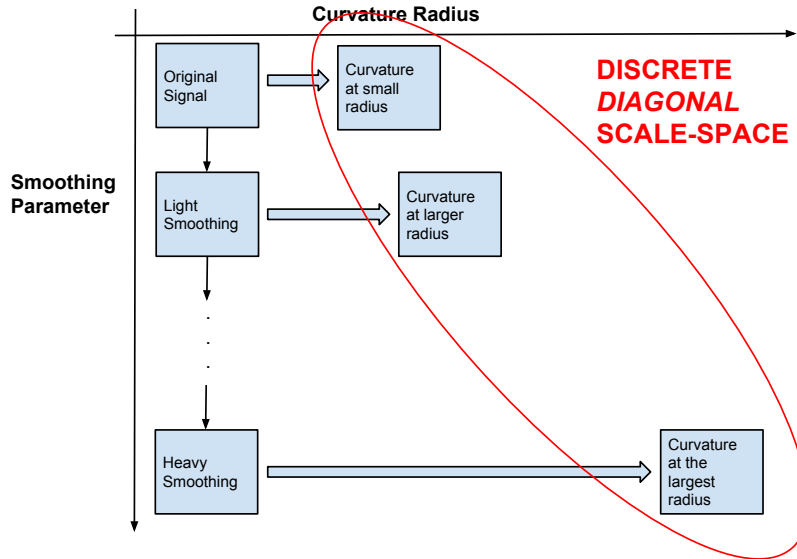 Curvature Radius
Original
Signal
Curvature
at small
radius
DISCRETE
DIAGONAL
SCALE-SPACE
Smoothing
Parameter
Light
Smoothing
Curvature
at larger
radius
.
.
.
.
Heavy
Smoothing
Curvature
at the
largest
radius